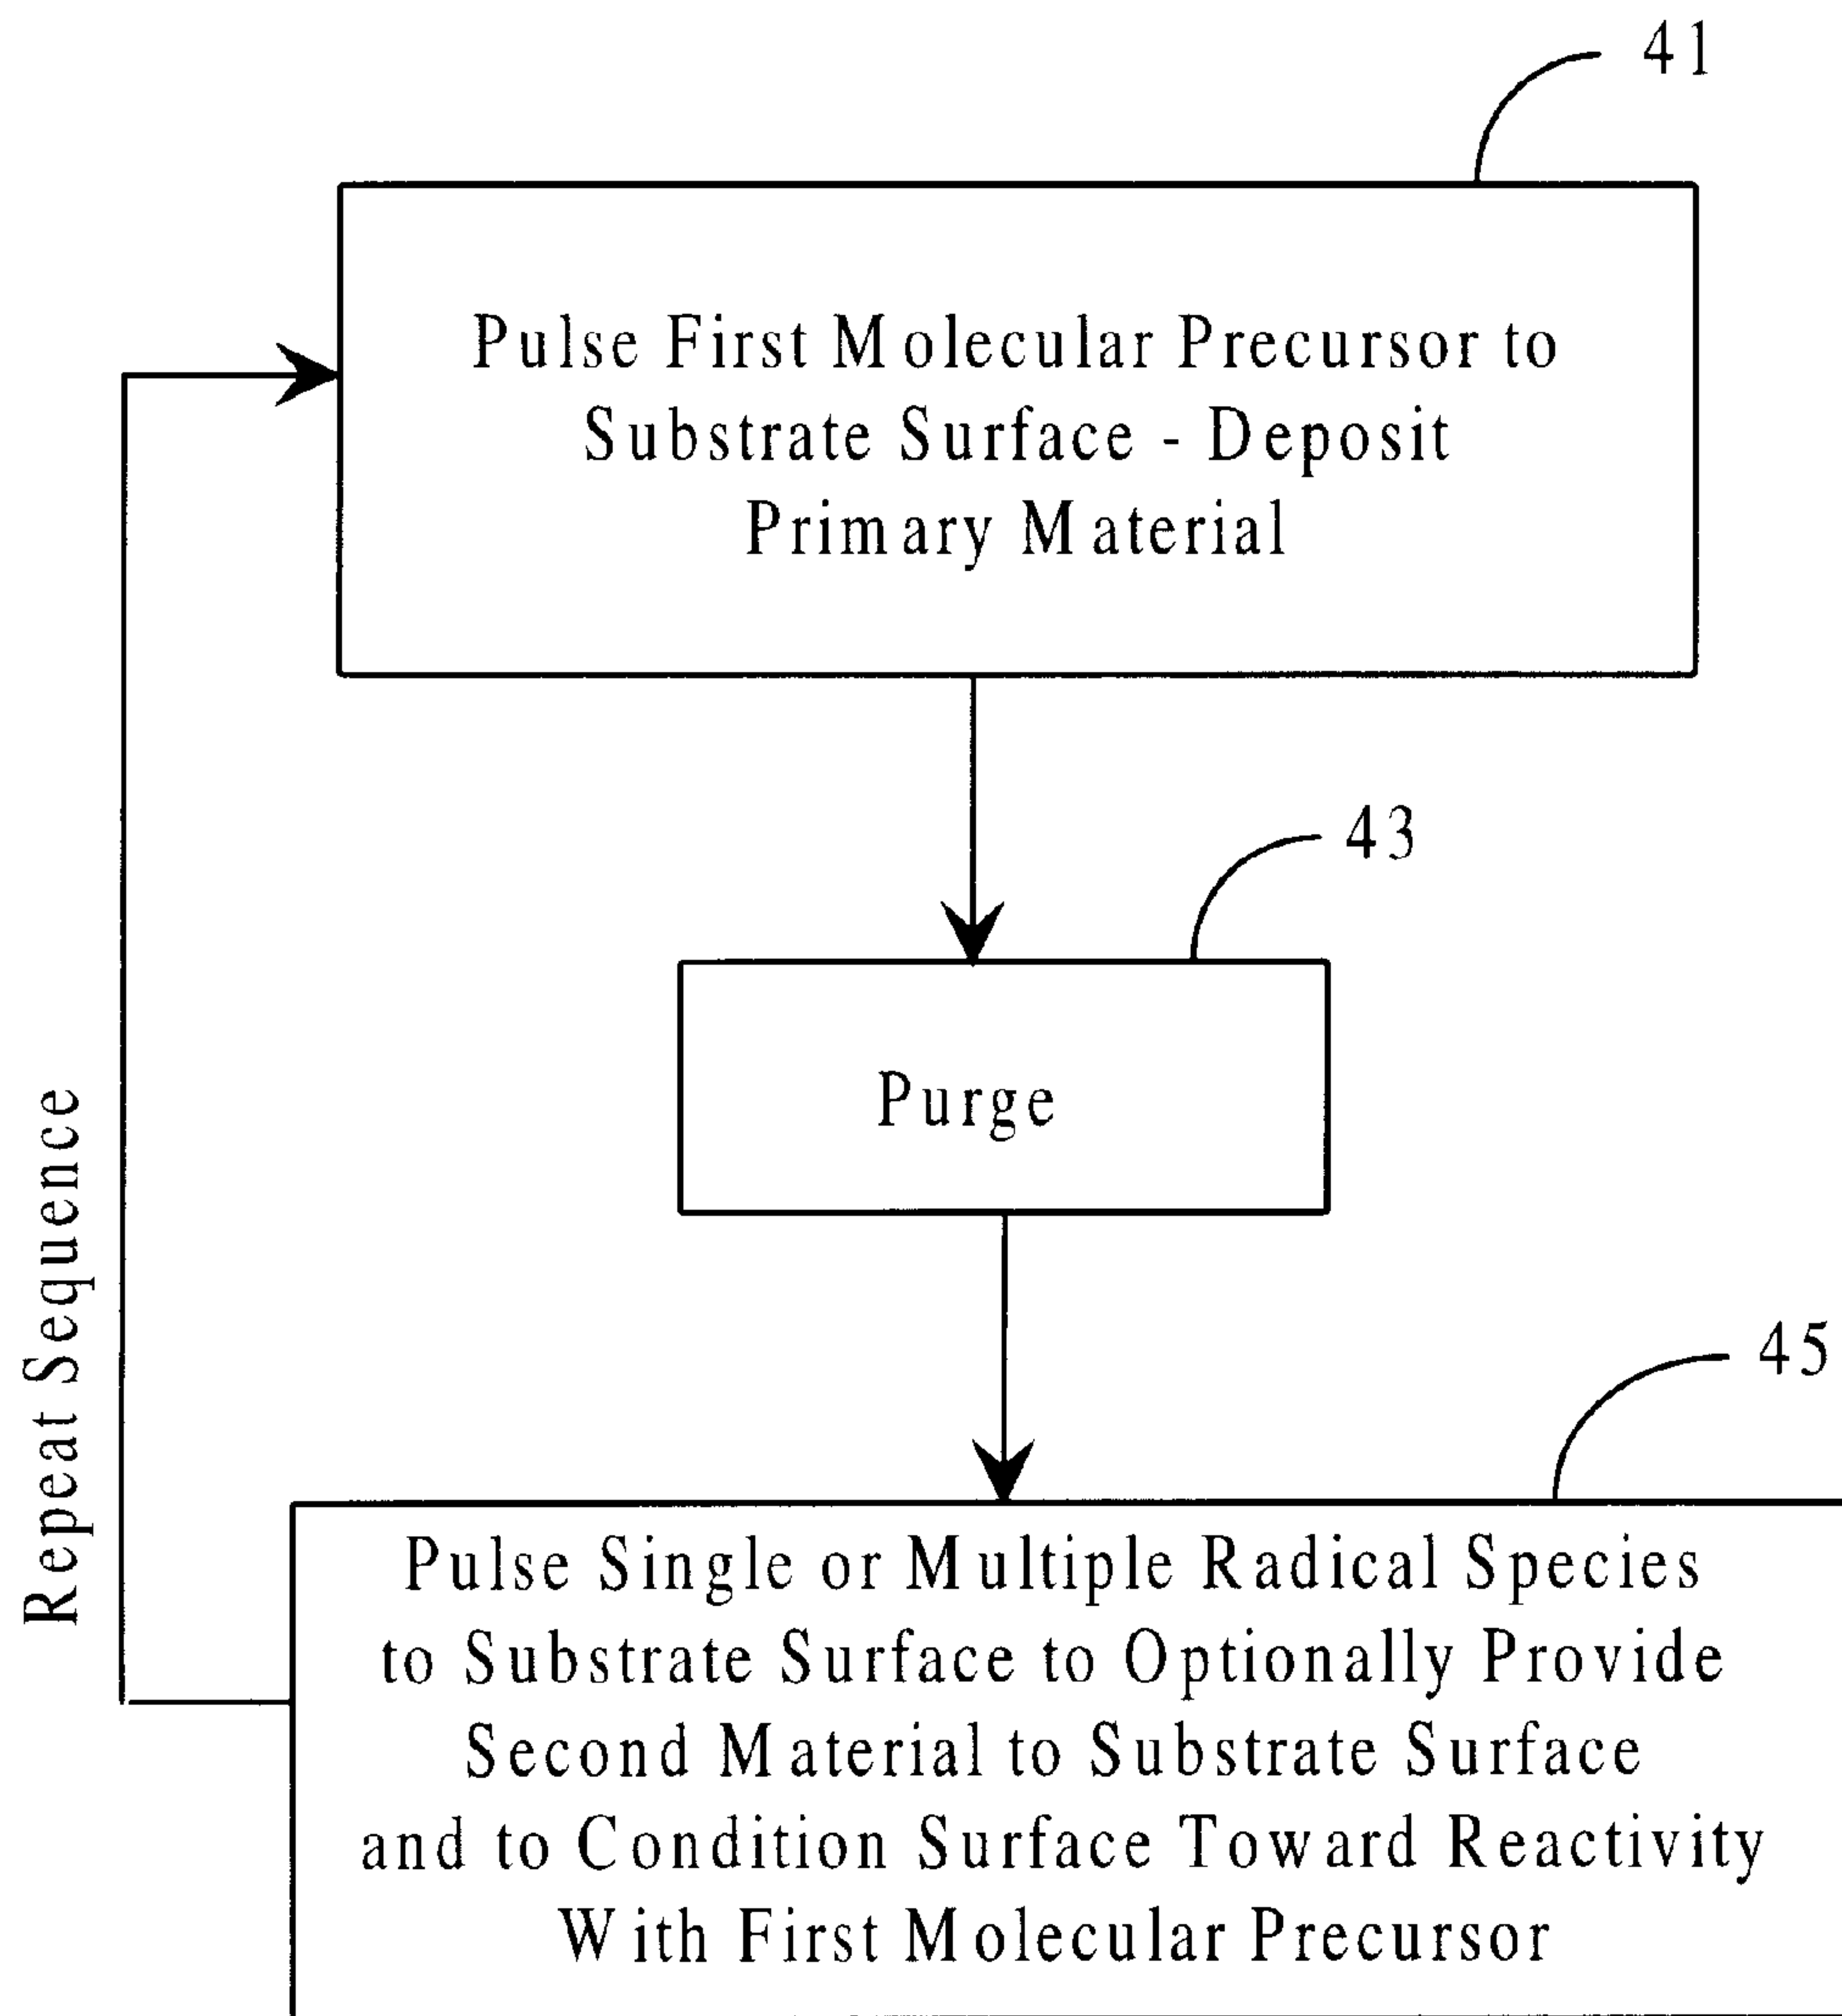 41
Pulse First Molecular Precursor to
Substrate Surface - Deposit
Primary Material
43
Purge
45
Pulse Single or Multiple Radical Species
to Substrate Surface to Optionally Provide
Second Material to Substrate Surface
and to Condition Surface Toward Reactivity
With First Molecular Precursor
Repeat Sequence